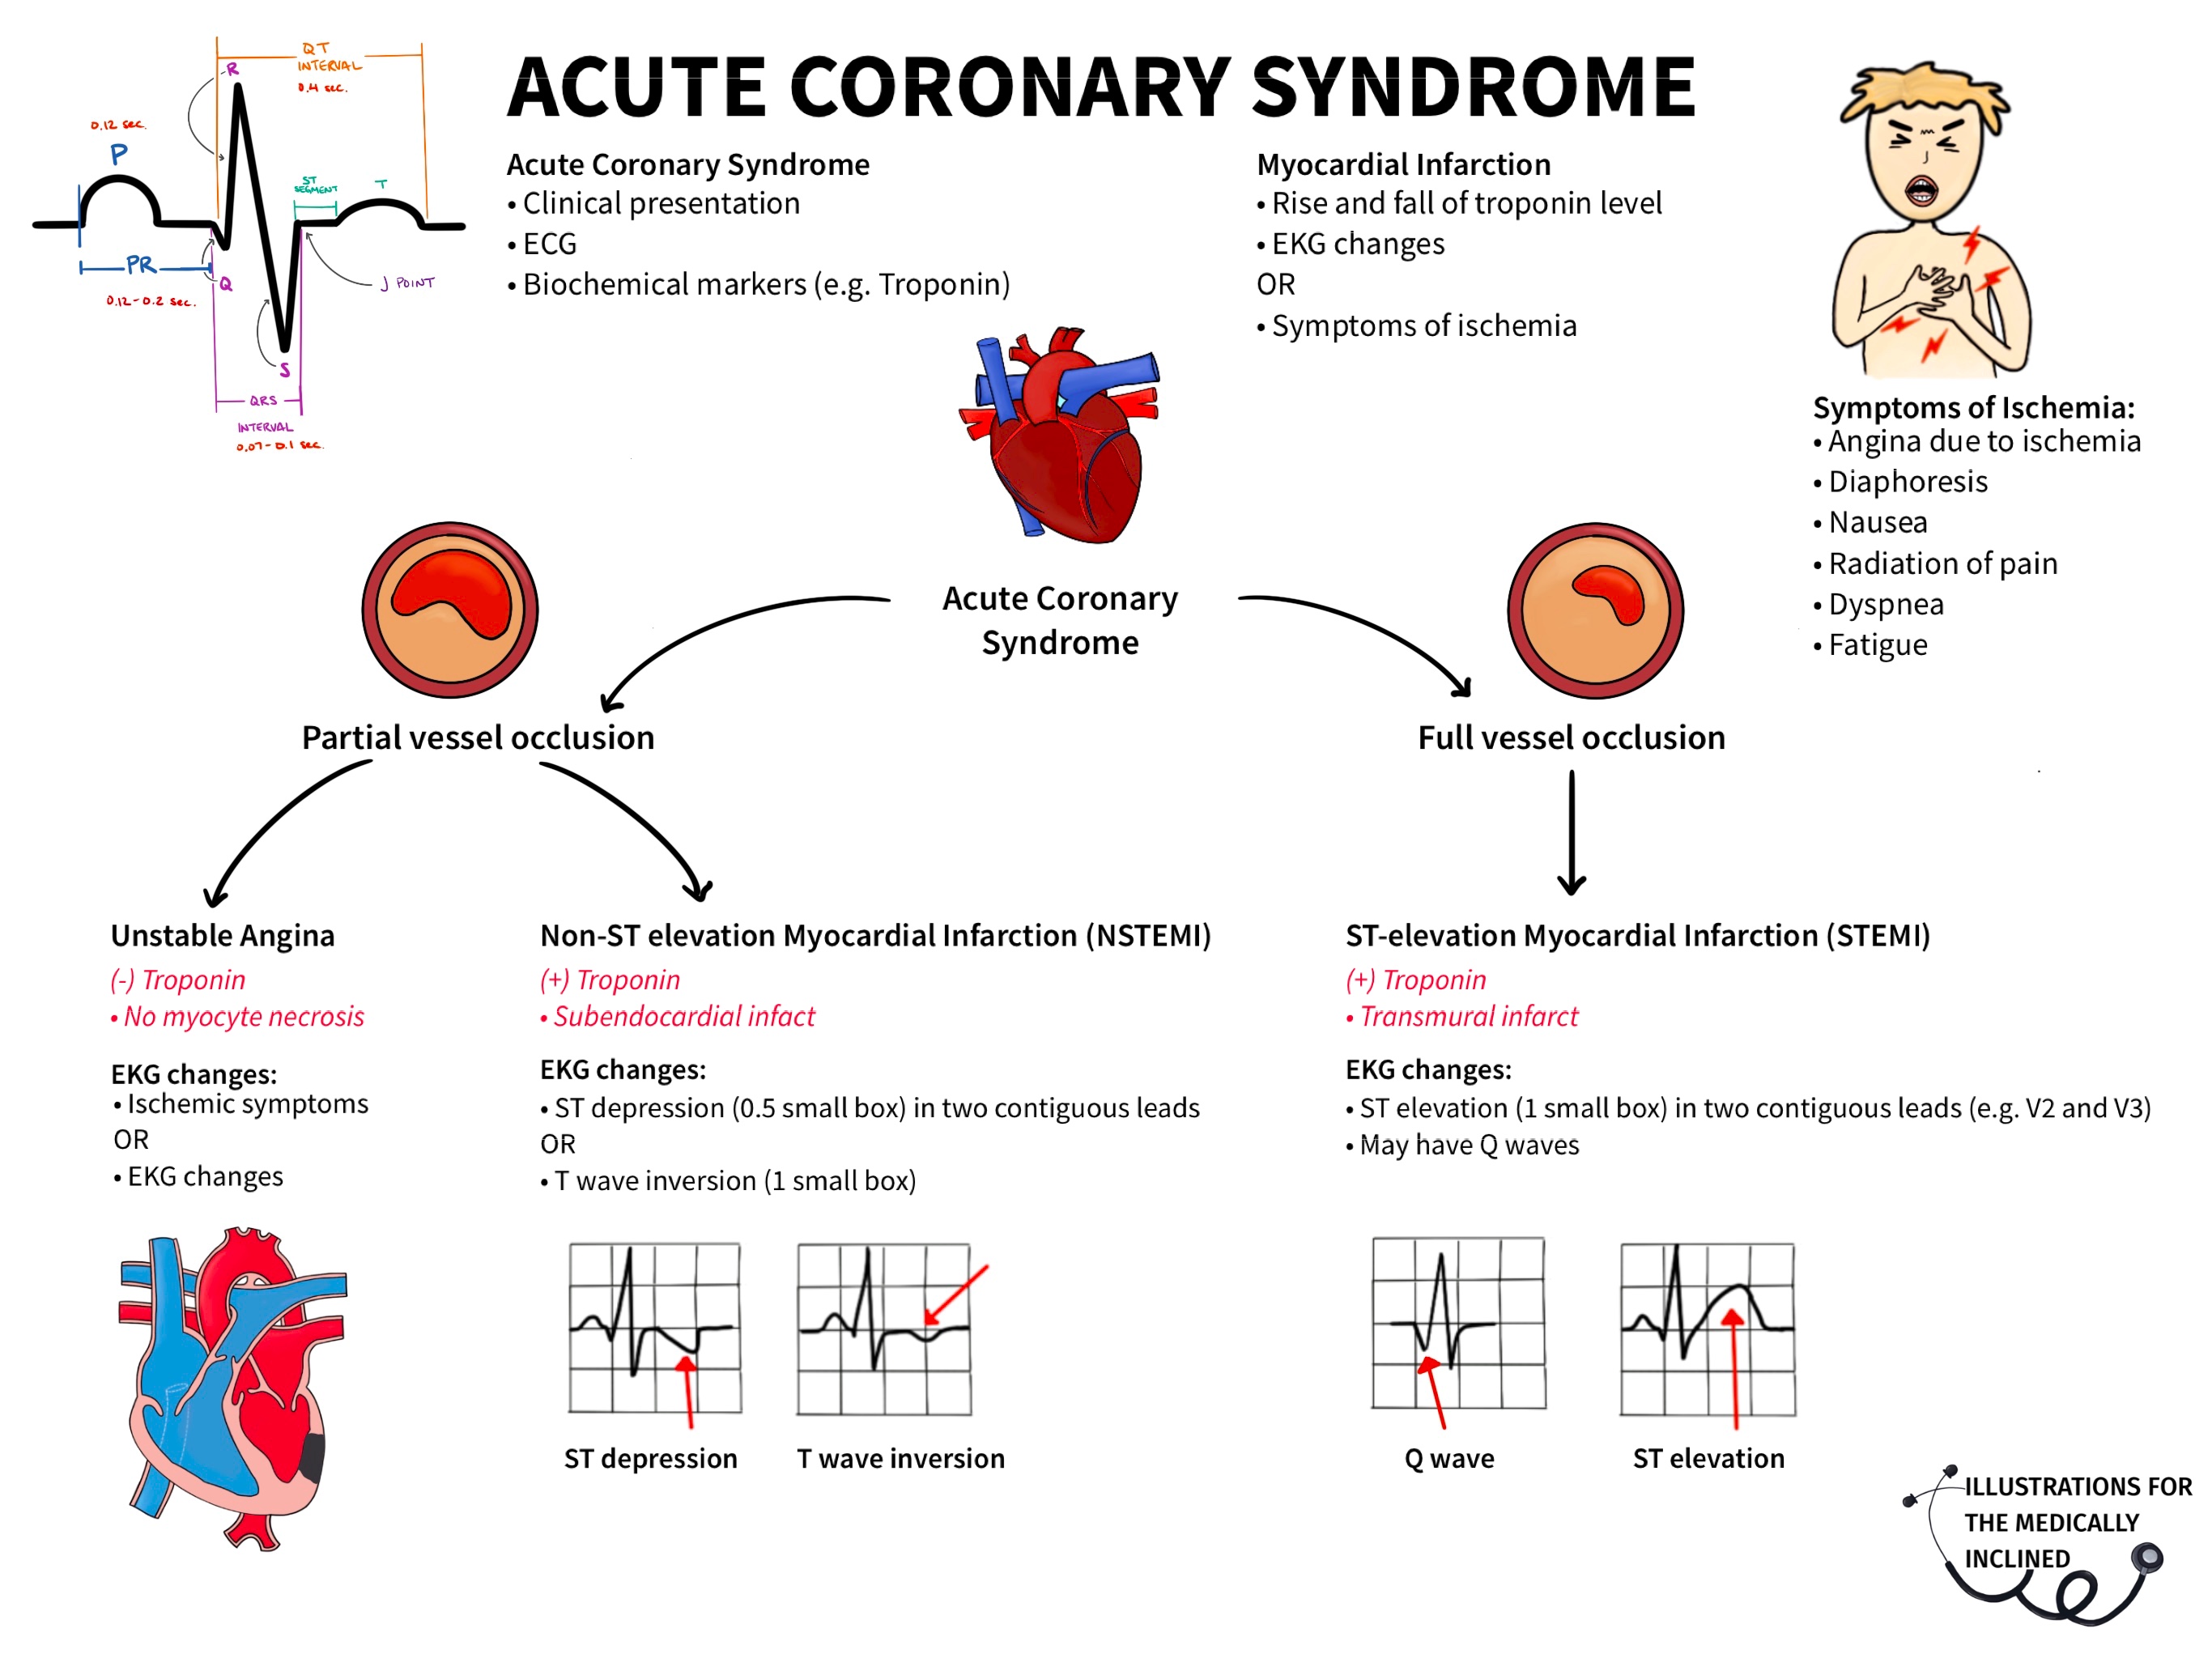 QT
INTERVAL
0.4 sec.
R
0.12 sec.
P
ST
SEGMENT
T
PR
0.12-0.2 sec.
Q
J POINT
S
QRS
INTERVAL
0.07-0.1 sec.
ACUTE CORONARY SYNDROME
Acute Coronary Syndrome
• Clinical presentation
• ECG
• Biochemical markers (e.g. Troponin)
Myocardial Infarction
• Rise and fall of troponin level
• EKG changes
OR
• Symptoms of ischemia
Symptoms of Ischemia:
• Angina due to ischemia
• Diaphoresis
• Nausea
• Radiation of pain
• Dyspnea
• Fatigue
Acute Coronary
Syndrome
Partial vessel occlusion
Full vessel occlusion
Unstable Angina
(-) Troponin
• No myocyte necrosis
EKG changes:
• Ischemic symptoms
OR
• EKG changes
Non-ST elevation Myocardial Infarction (NSTEMI)
(+) Troponin
• Subendocardial infact
EKG changes:
• ST depression (0.5 small box) in two contiguous leads
OR
• T wave inversion (1 small box)
ST depression
T wave inversion
ST-elevation Myocardial Infarction (STEMI)
(+) Troponin
• Transmural infarct
EKG changes:
• ST elevation (1 small box) in two contiguous leads (e.g. V2 and V3)
• May have Q waves
Q wave
ST elevation
ILLUSTRATIONS FOR
THE MEDICALLY
INCLINED